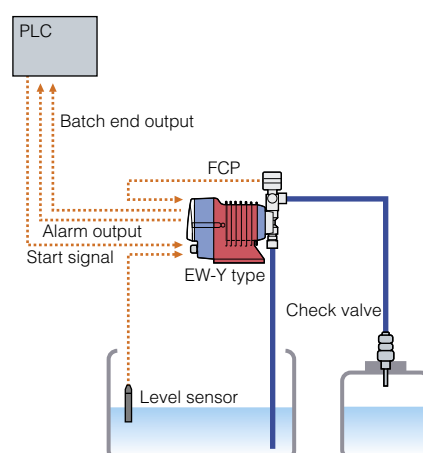 PLC
Batch end output
FCP
Alarm output
Start signal
EW-Y type
Check valve
Level sensor